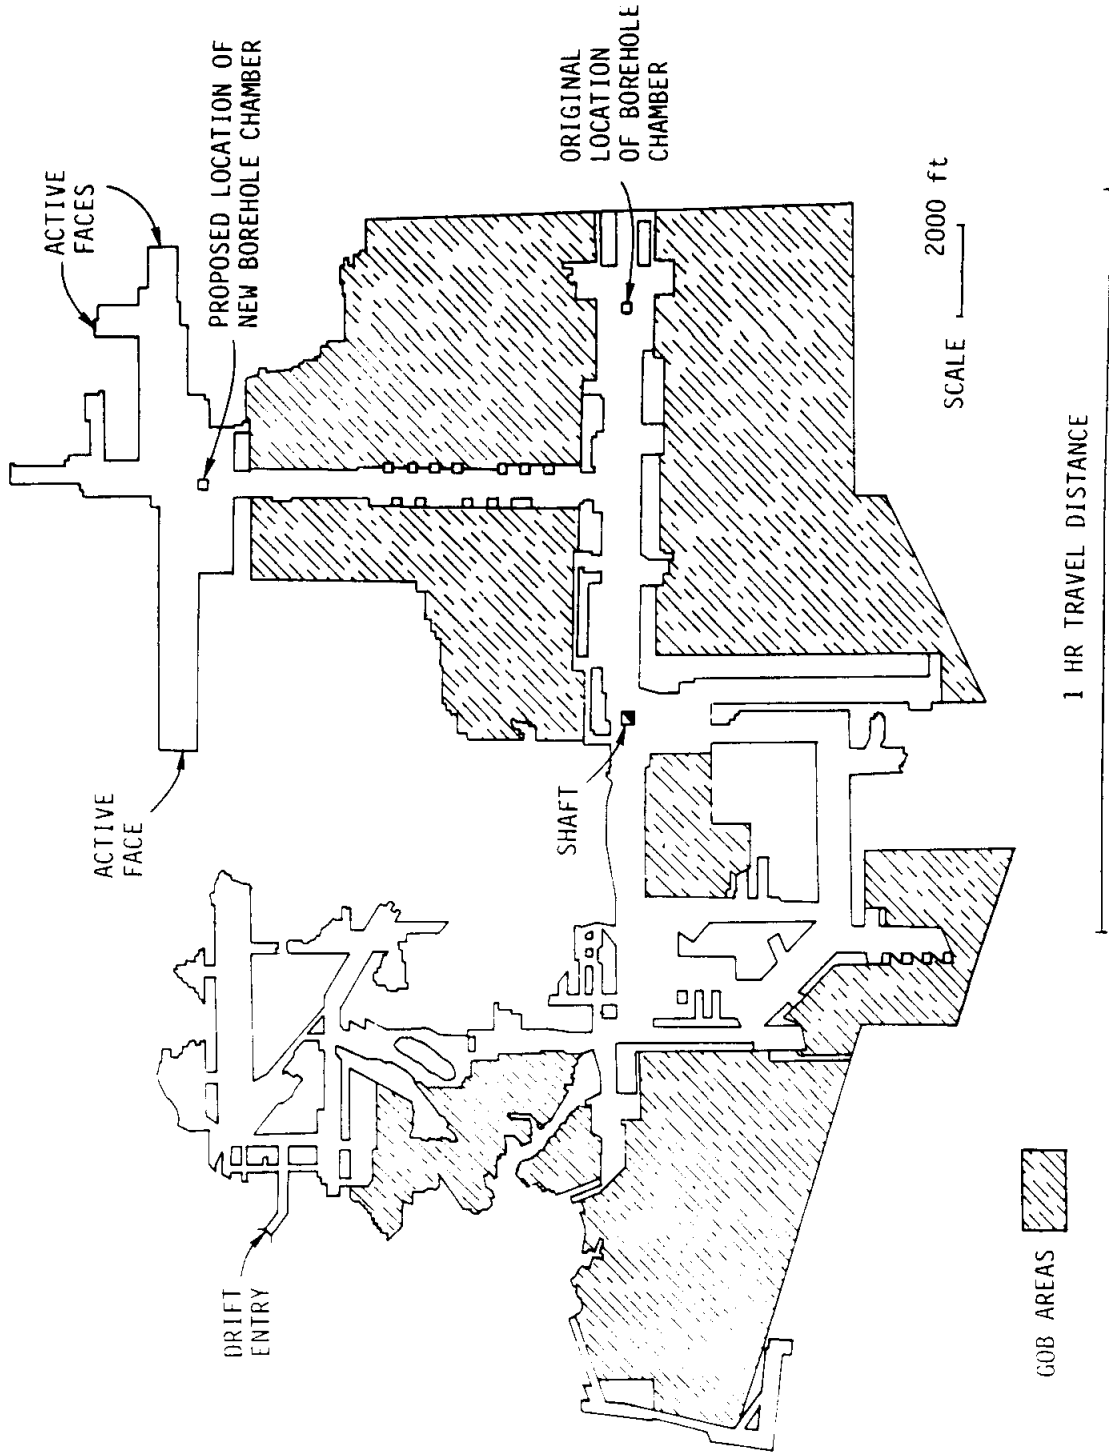 ACTIVE
FACES
PROPOSED LOCATION OF
NEW BOREHOLE CHAMBER
ACTIVE
FACE
ORIGINAL
LOCATION
OF BOREHOLE
CHAMBER
SHAFT
DRIFT
ENTRY
SCALE 2000 ft
GOB AREAS
1 HR TRAVEL DISTANCE